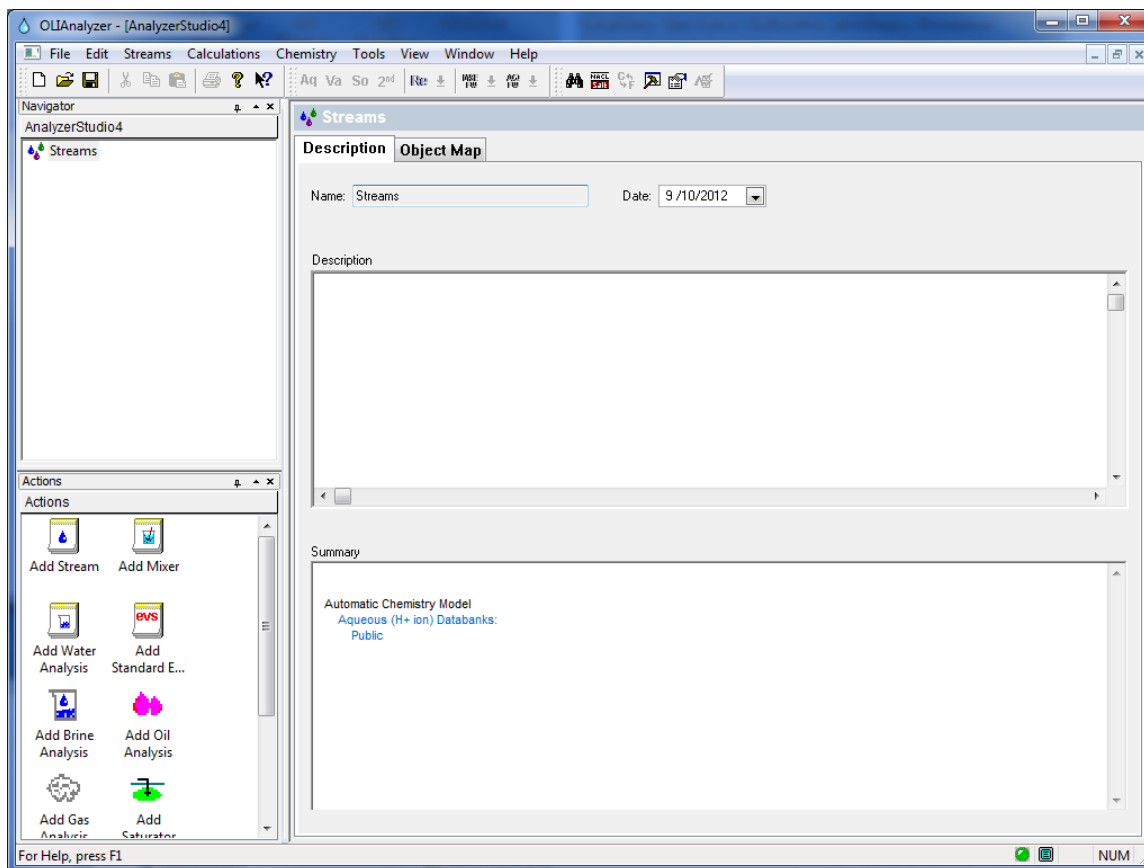 OLIAnalyzer - [AnalyzerStudio4]
File Edit Streams Calculations Chemistry Tools View Window Help
Aq Va So 2nd Re
Navigator
AnalyzerStudio4
Streams
Streams
Description Object Map
Name: Streams Date: 9 /10/2012
Description
Actions
Actions
Add Stream Add Mixer
evs
Add Water Add
Analysis Standard E...
Add Brine Add Oil
Analysis Analysis
Add Gas Add
Analysis Saturator
Summary
Automatic Chemistry Model
Aqueous (H+ ion) Databanks:
Public
For Help, press F1 NUM